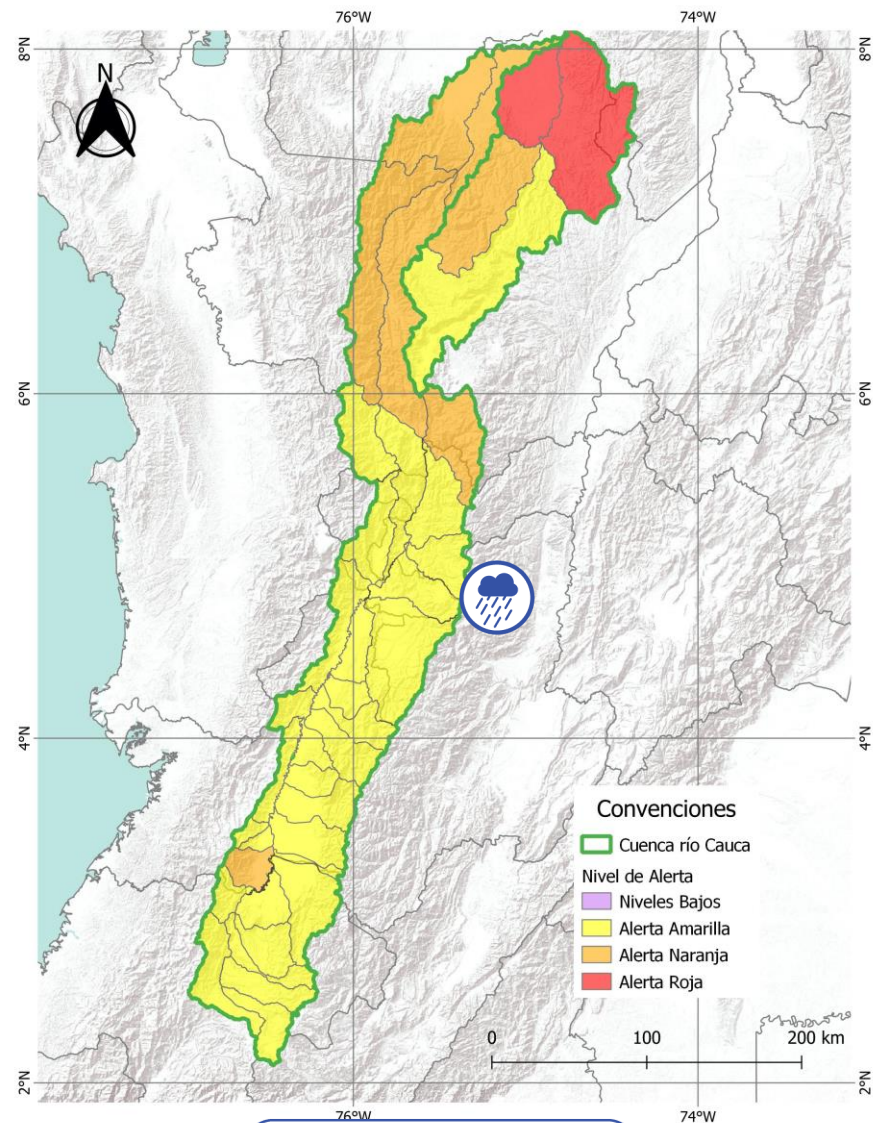 76°W 74°W
8°N 8°N
N
6°N 6°N
4°N 4°N
Convenciones
Cuenca río Cauca
Nivel de Alerta
Niveles Bajos
Alerta Amarilla
Alerta Naranja
Alerta Roja
0 100 200 km
2°N 2°N
76°W 74°W